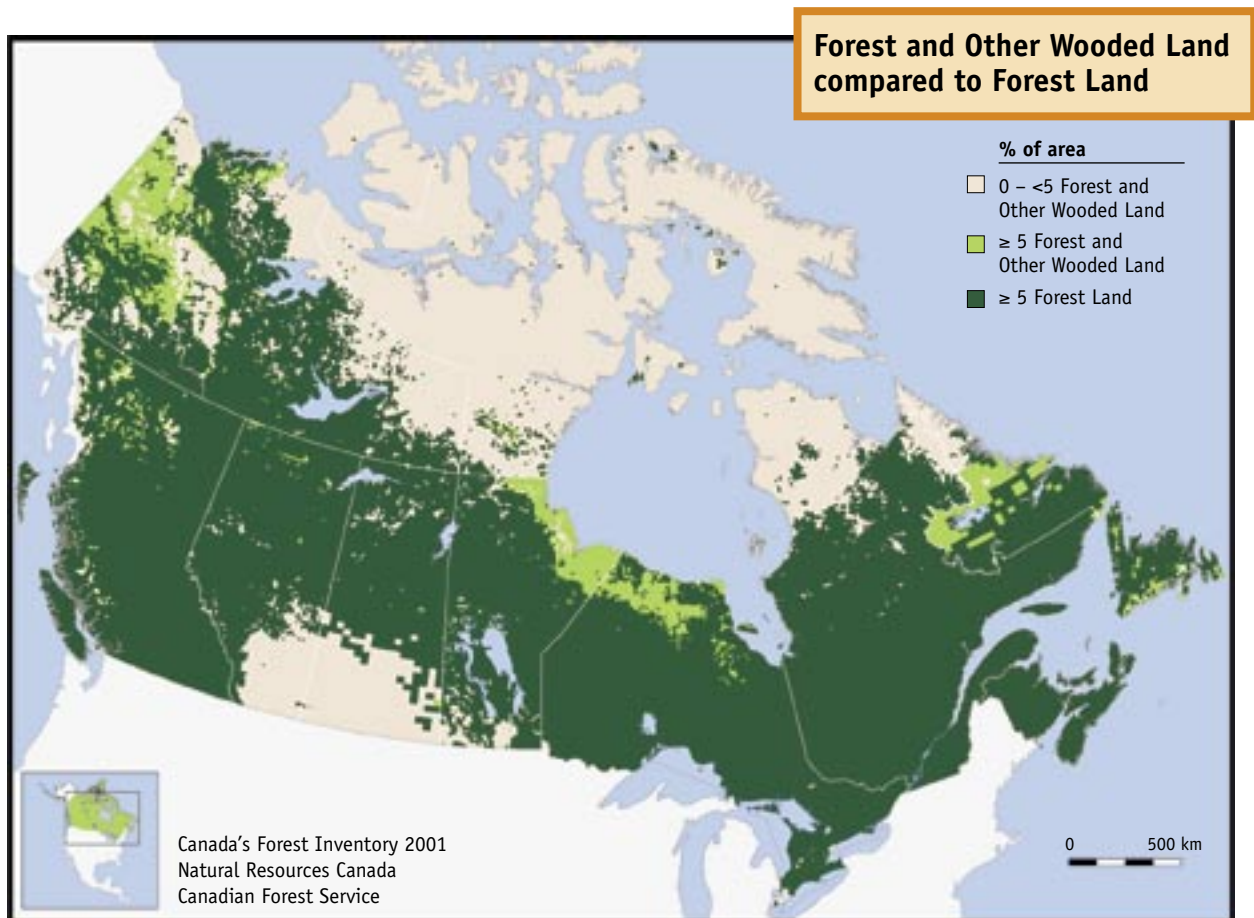 Forest and Other Wooded Land
compared to Forest Land
% of area
0 – <5 Forest and
Other Wooded Land
≥ 5 Forest and
Other Wooded Land
≥ 5 Forest Land
Canada's Forest Inventory 2001
Natural Resources Canada
Canadian Forest Service
0 500 km